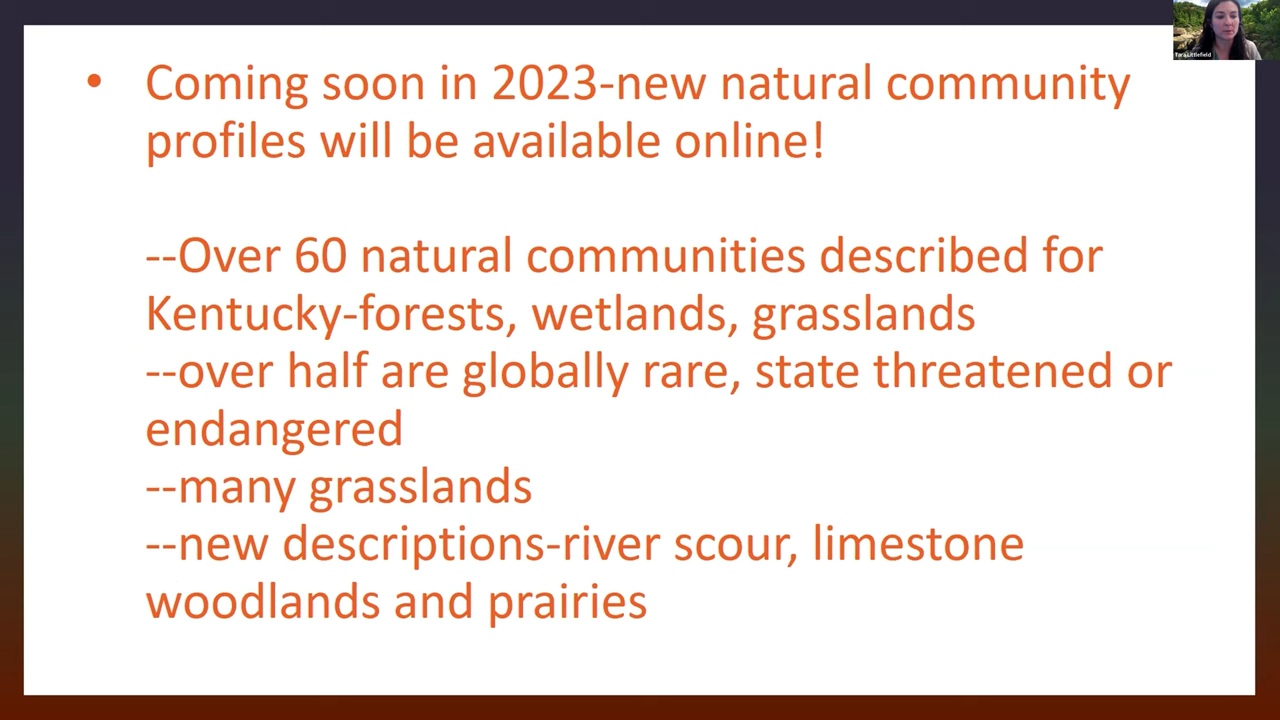 • Coming soon in 2023-new natural community
profiles will be available online!
--Over 60 natural communities described for
Kentucky-forests, wetlands, grasslands
--over half are globally rare, state threatened or
endangered
--many grasslands
--new descriptions-river scour, limestone
woodlands and prairies
Tara Littlefield